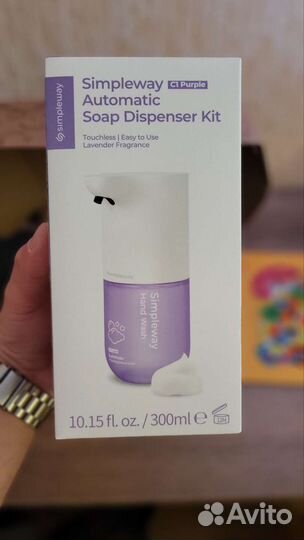 simpleway
Simpleway C1 Purple
Automatic
Soap Dispenser Kit
Touchless | Easy to Use
Lavender Fragrance
Simpleway
Hand Wash
10.15 fl. oz. / 300ml e 12M
Avito